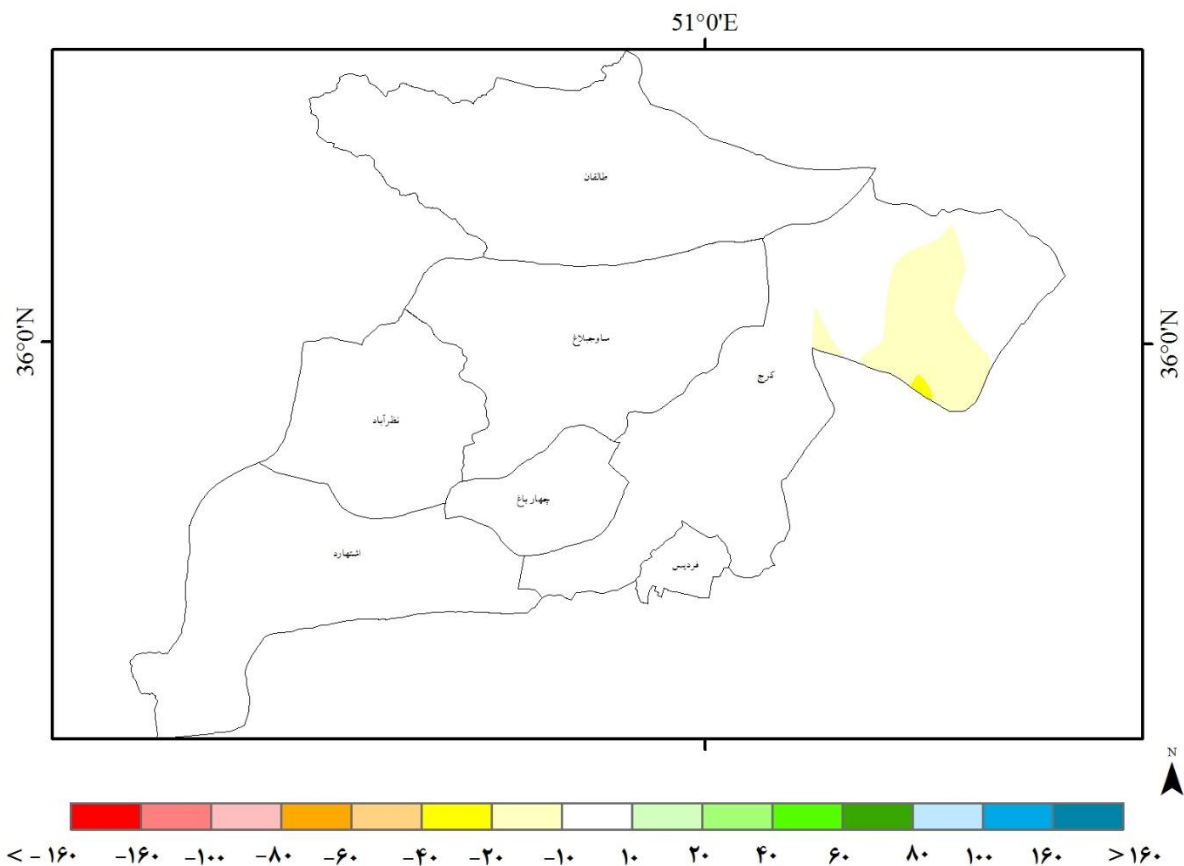 51°0'E
طالقان
36°0'N
36°0'N
ساوجبلاغ
کرج
نظرآباد
چهارباغ
اشتهارد
فردیس
N
< -۱۶۰ -۱۶۰ -۱۰۰ -۸۰ -۶۰ -۴۰ -۲۰ -۱۰ ۱۰ ۲۰ ۴۰ ۶۰ ۸۰ ۱۰۰ ۱۶۰ >۱۶۰